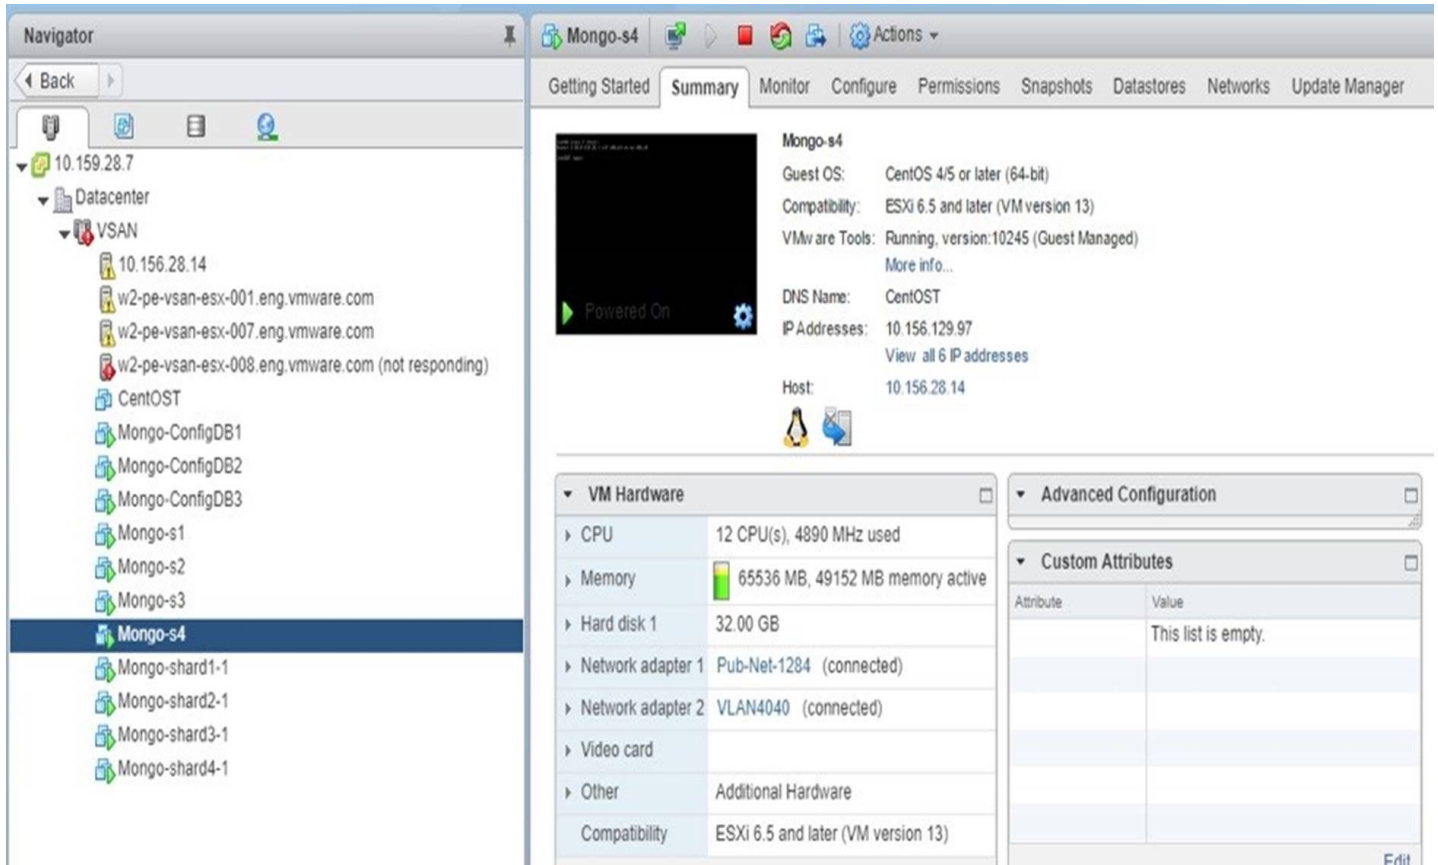 Navigator
Back
10.159.28.7
Datacenter
VSAN
10.156.28.14
w2-pe-vsan-esx-001.eng.vmware.com
w2-pe-vsan-esx-007.eng.vmware.com
w2-pe-vsan-esx-008.eng.vmware.com (not responding)
CentOST
Mongo-ConfigDB1
Mongo-ConfigDB2
Mongo-ConfigDB3
Mongo-s1
Mongo-s2
Mongo-s3
Mongo-s4
Mongo-shard1-1
Mongo-shard2-1
Mongo-shard3-1
Mongo-shard4-1
Mongo-s4 Actions
Getting Started Summary Monitor Configure Permissions Snapshots Datastores Networks Update Manager
Powered On
Mongo-s4
Guest OS: CentOS 4/5 or later (64-bit)
Compatibility: ESXi 6.5 and later (VM version 13)
VMware Tools: Running, version:10245 (Guest Managed)
More info...
DNS Name: CentOST
IP Addresses: 10.156.129.97
View all 6 IP addresses
Host: 10.156.28.14
VM Hardware
CPU 12 CPU(s), 4890 MHz used
Memory 65536 MB, 49152 MB memory active
Hard disk 1 32.00 GB
Network adapter 1 Pub-Net-1284 (connected)
Network adapter 2 VLAN4040 (connected)
Video card
Other Additional Hardware
Compatibility ESXi 6.5 and later (VM version 13)
Advanced Configuration
Custom Attributes
Attribute Value
This list is empty.
Edit